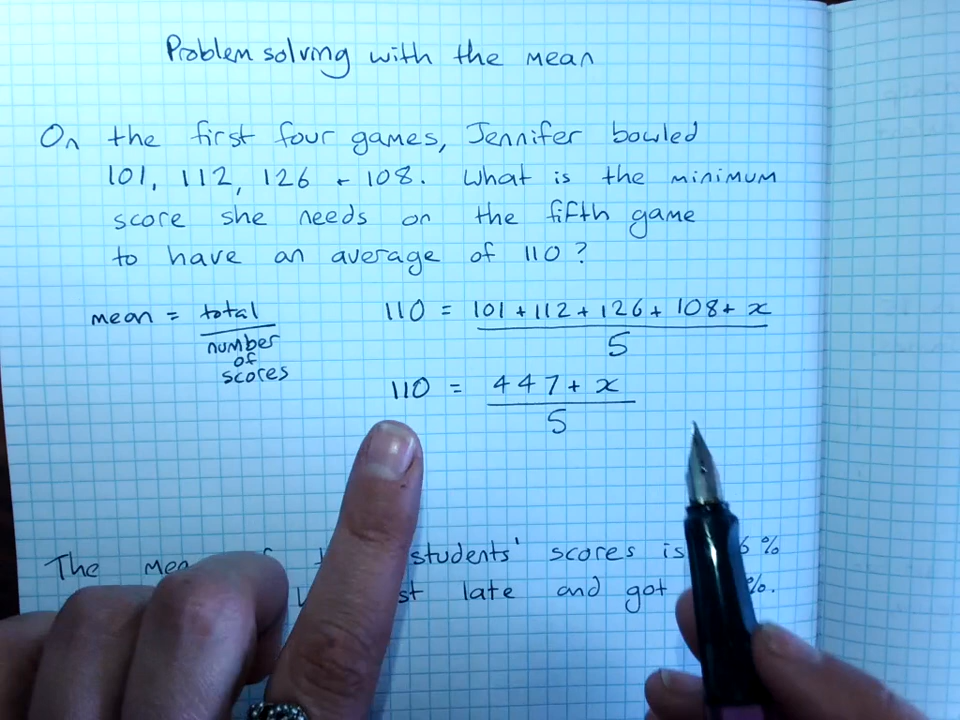 Problem solving with the mean
On the first four games, Jennifer bowled
101, 112, 126 + 108. What is the minimum
score she needs on the fifth game
to have an average of 110?
mean = total / number of scores
110 = 101 + 112 + 126 + 108 + x / 5
110 = 447 + x / 5
The students' scores is 6%
late and got %.